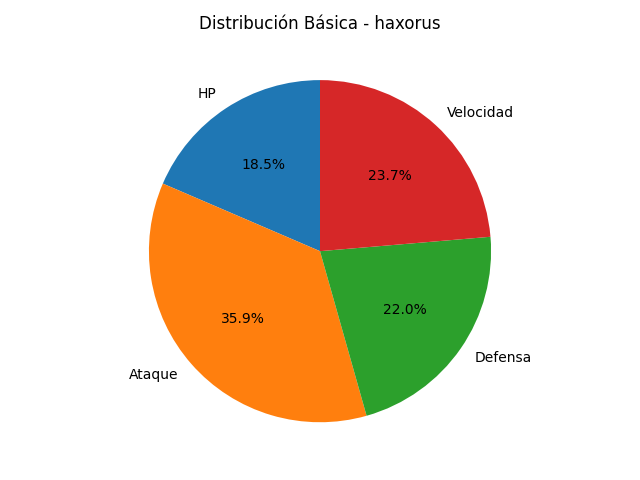 Distribución Básica - haxorus
HP
Velocidad
18.5%
23.7%
22.0%
35.9%
Defensa
Ataque